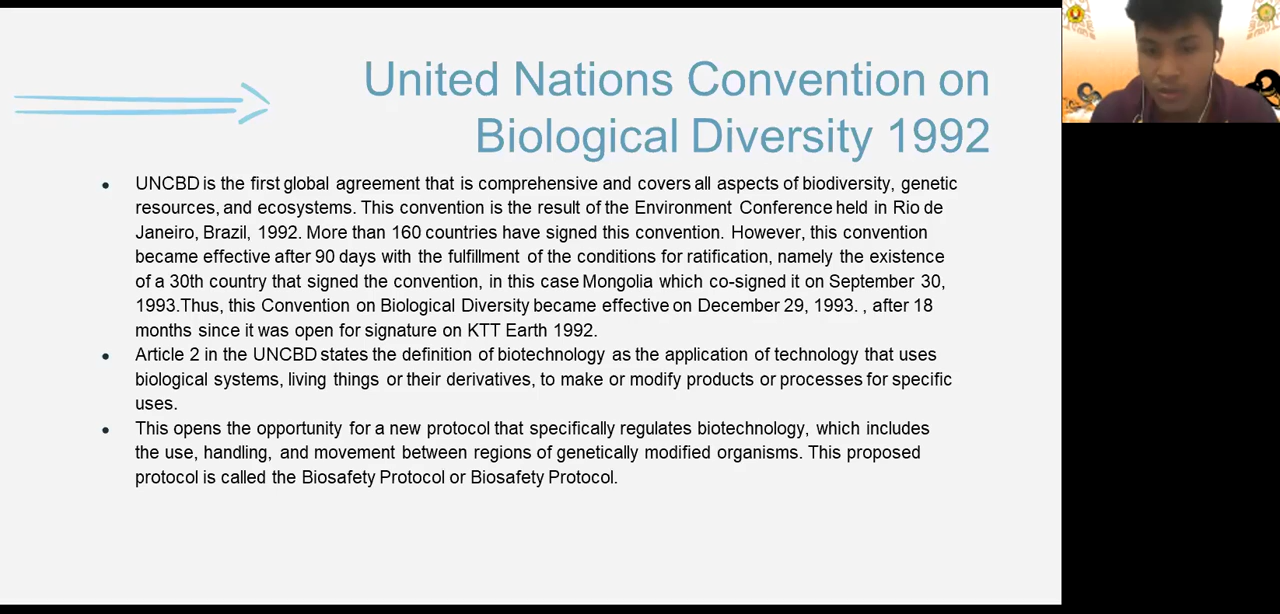 United Nations Convention on
Biological Diversity 1992
• UNCBD is the first global agreement that is comprehensive and covers all aspects of biodiversity, genetic
resources, and ecosystems. This convention is the result of the Environment Conference held in Rio de
Janeiro, Brazil, 1992. More than 160 countries have signed this convention. However, this convention
became effective after 90 days with the fulfillment of the conditions for ratification, namely the existence
of a 30th country that signed the convention, in this case Mongolia which co-signed it on September 30,
1993.Thus, this Convention on Biological Diversity became effective on December 29, 1993. , after 18
months since it was open for signature on KTT Earth 1992.
• Article 2 in the UNCBD states the definition of biotechnology as the application of technology that uses
biological systems, living things or their derivatives, to make or modify products or processes for specific
uses.
• This opens the opportunity for a new protocol that specifically regulates biotechnology, which includes
the use, handling, and movement between regions of genetically modified organisms. This proposed
protocol is called the Biosafety Protocol or Biosafety Protocol.